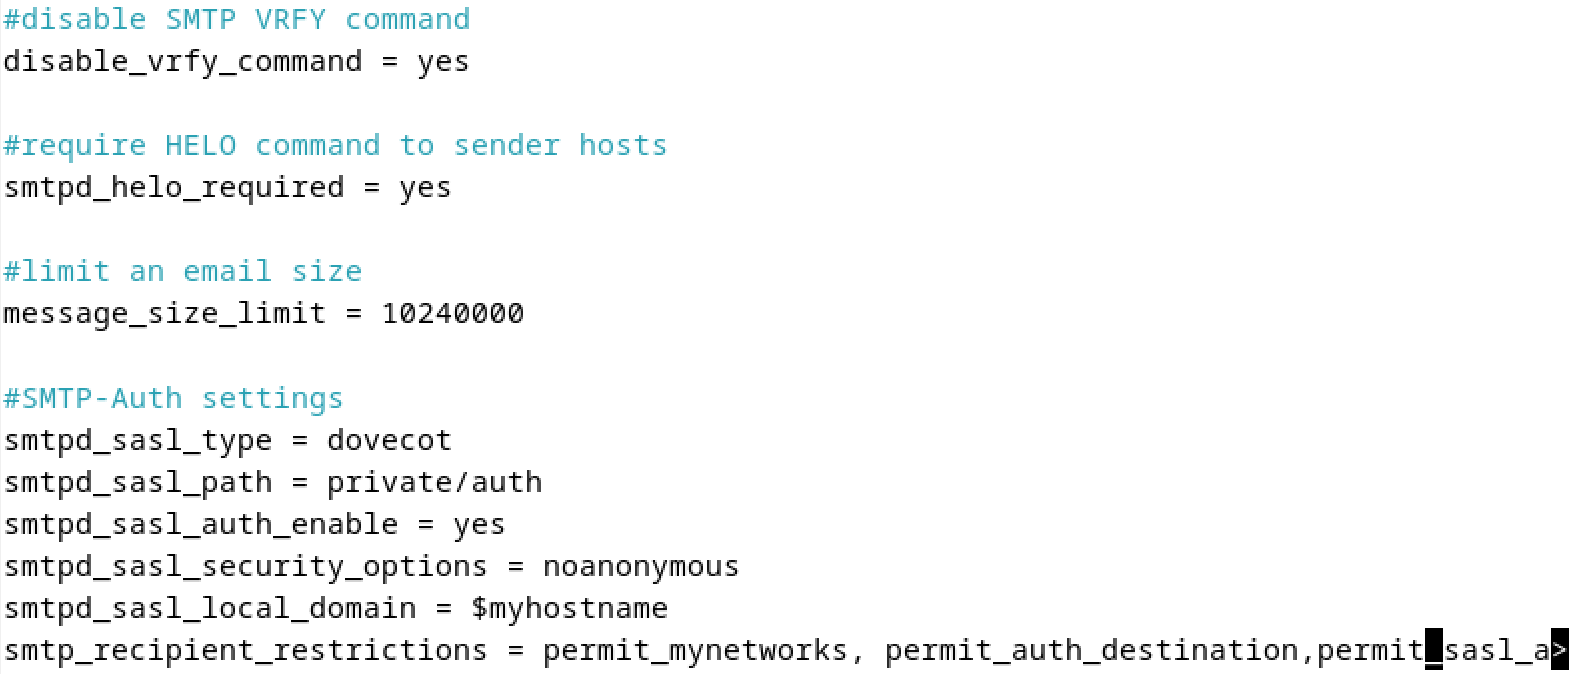 #disable SMTP VRFY command
disable_vrfy_command = yes
#require HELO command to sender hosts
smtpd_helo_required = yes
#limit an email size
message_size_limit = 10240000
#SMTP-Auth settings
smtpd_sasl_type = dovecot
smtpd_sasl_path = private/auth
smtpd_sasl_auth_enable = yes
smtpd_sasl_security_options = noanonymous
smtpd_sasl_local_domain = $myhostname
smtp_recipient_restrictions = permit_mynetworks, permit_auth_destination,permit_sasl_a>